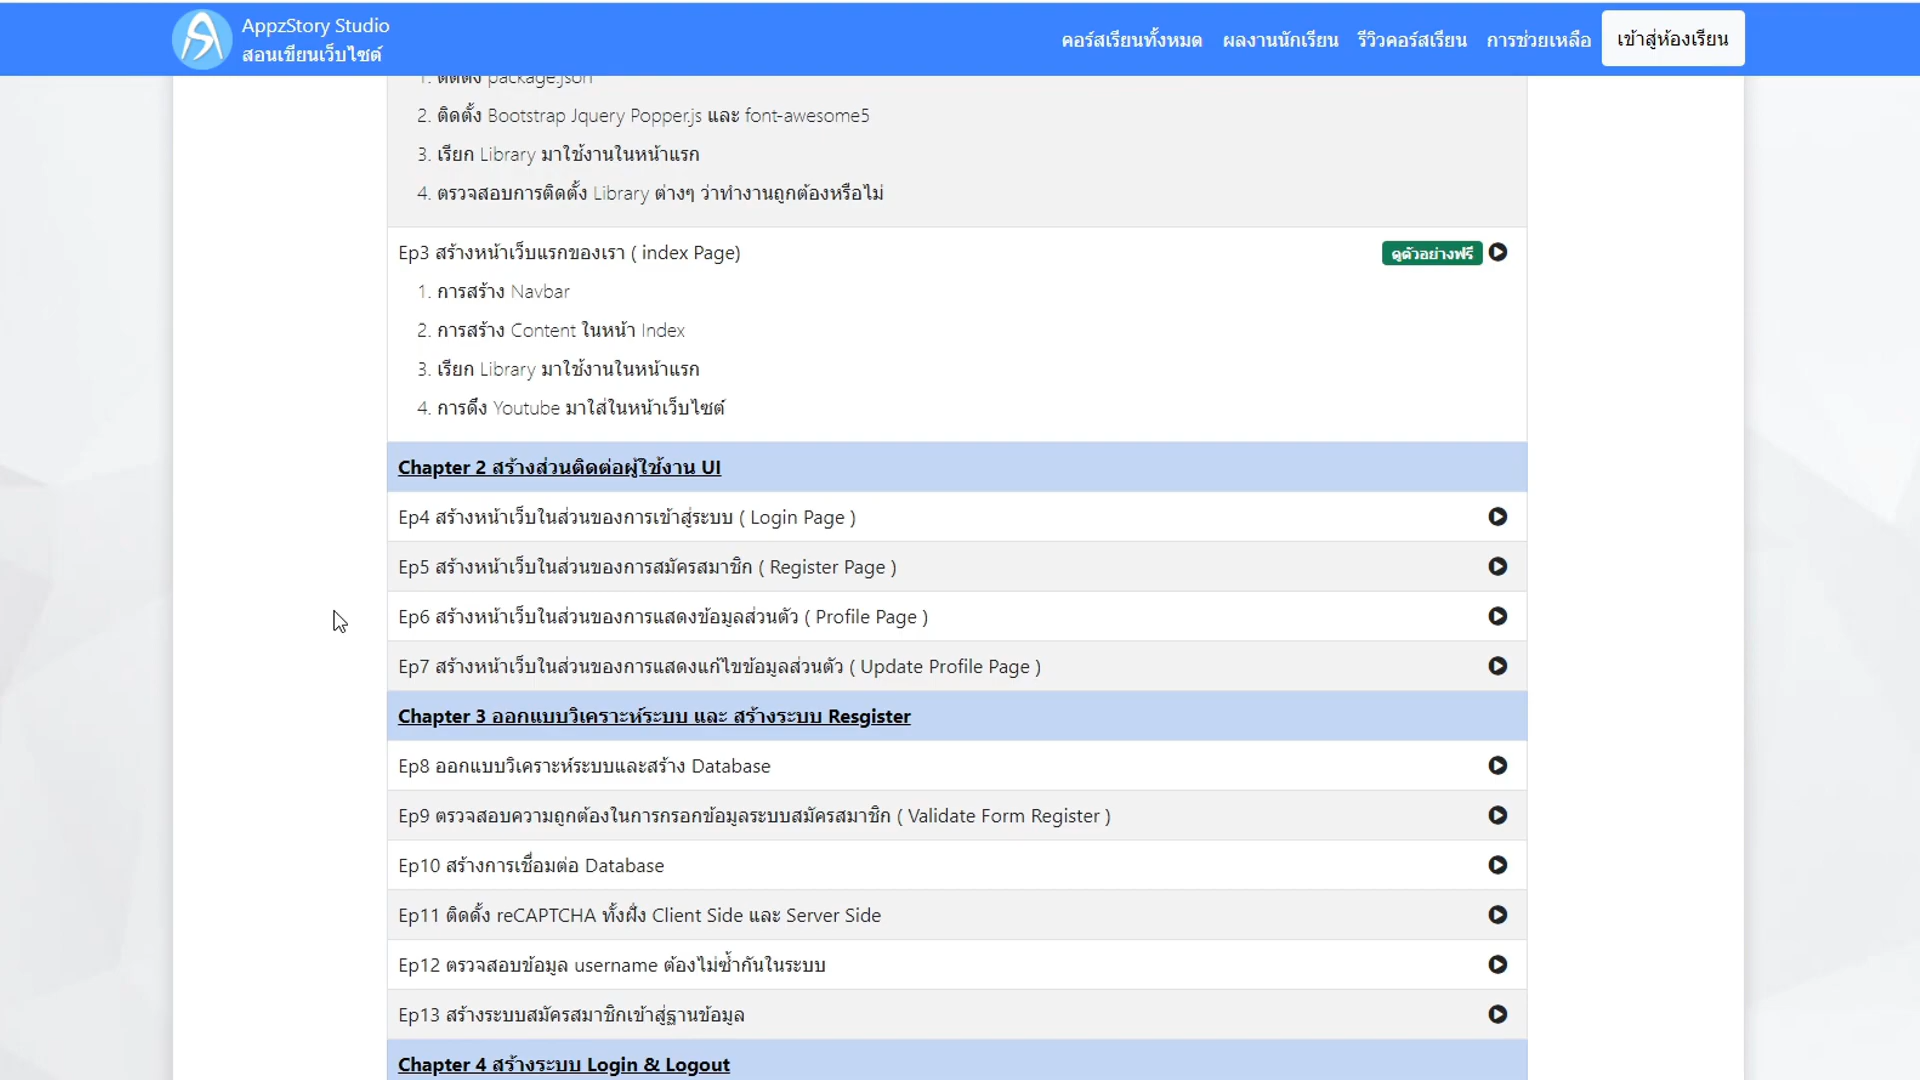 AppzStory Studio
สอนเขียนเว็บไซต์
คอร์สเรียนทั้งหมด ผลงานนักเรียน รีวิวคอร์สเรียน การช่วยเหลือ เข้าสู่ห้องเรียน
1. ติดตั้ง package.json
2. ติดตั้ง Bootstrap Jquery Popper.js และ font-awesome5
3. เรียก Library มาใช้งานในหน้าแรก
4. ตรวจสอบการติดตั้ง Library ต่างๆ ว่าทำงานถูกต้องหรือไม่
Ep3 สร้างหน้าเว็บแรกของเรา ( index Page) ดูตัวอย่างฟรี
1. การสร้าง Navbar
2. การสร้าง Content ในหน้า Index
3. เรียก Library มาใช้งานในหน้าแรก
4. การดึง Youtube มาใส่ในหน้าเว็บไซต์
Chapter 2 สร้างส่วนติดต่อผู้ใช้งาน UI
Ep4 สร้างหน้าเว็บในส่วนของการเข้าสู่ระบบ ( Login Page )
Ep5 สร้างหน้าเว็บในส่วนของการสมัครสมาชิก ( Register Page )
Ep6 สร้างหน้าเว็บในส่วนของการแสดงข้อมูลส่วนตัว ( Profile Page )
Ep7 สร้างหน้าเว็บในส่วนของการแสดงแก้ไขข้อมูลส่วนตัว ( Update Profile Page )
Chapter 3 ออกแบบวิเคราะห์ระบบ และ สร้างระบบ Resgister
Ep8 ออกแบบวิเคราะห์ระบบและสร้าง Database
Ep9 ตรวจสอบความถูกต้องในการกรอกข้อมูลระบบสมัครสมาชิก ( Validate Form Register )
Ep10 สร้างการเชื่อมต่อ Database
Ep11 ติดตั้ง reCAPTCHA ทั้งฝั่ง Client Side และ Server Side
Ep12 ตรวจสอบข้อมูล username ต้องไม่ซ้ำกันในระบบ
Ep13 สร้างระบบสมัครสมาชิกเข้าสู่ฐานข้อมูล
Chapter 4 สร้างระบบ Login & Logout